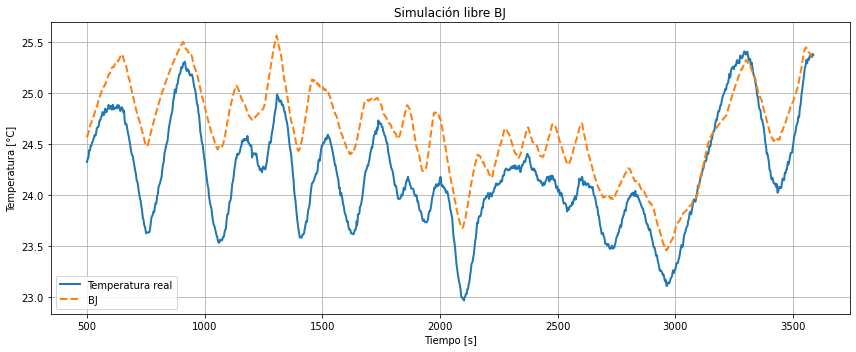 Simulación libre BJ
Temperatura [°C]
25.5
25.0
24.5
24.0
23.5
23.0
Temperatura real
BJ
500
1000
1500
2000
2500
3000
3500
Tiempo [s]